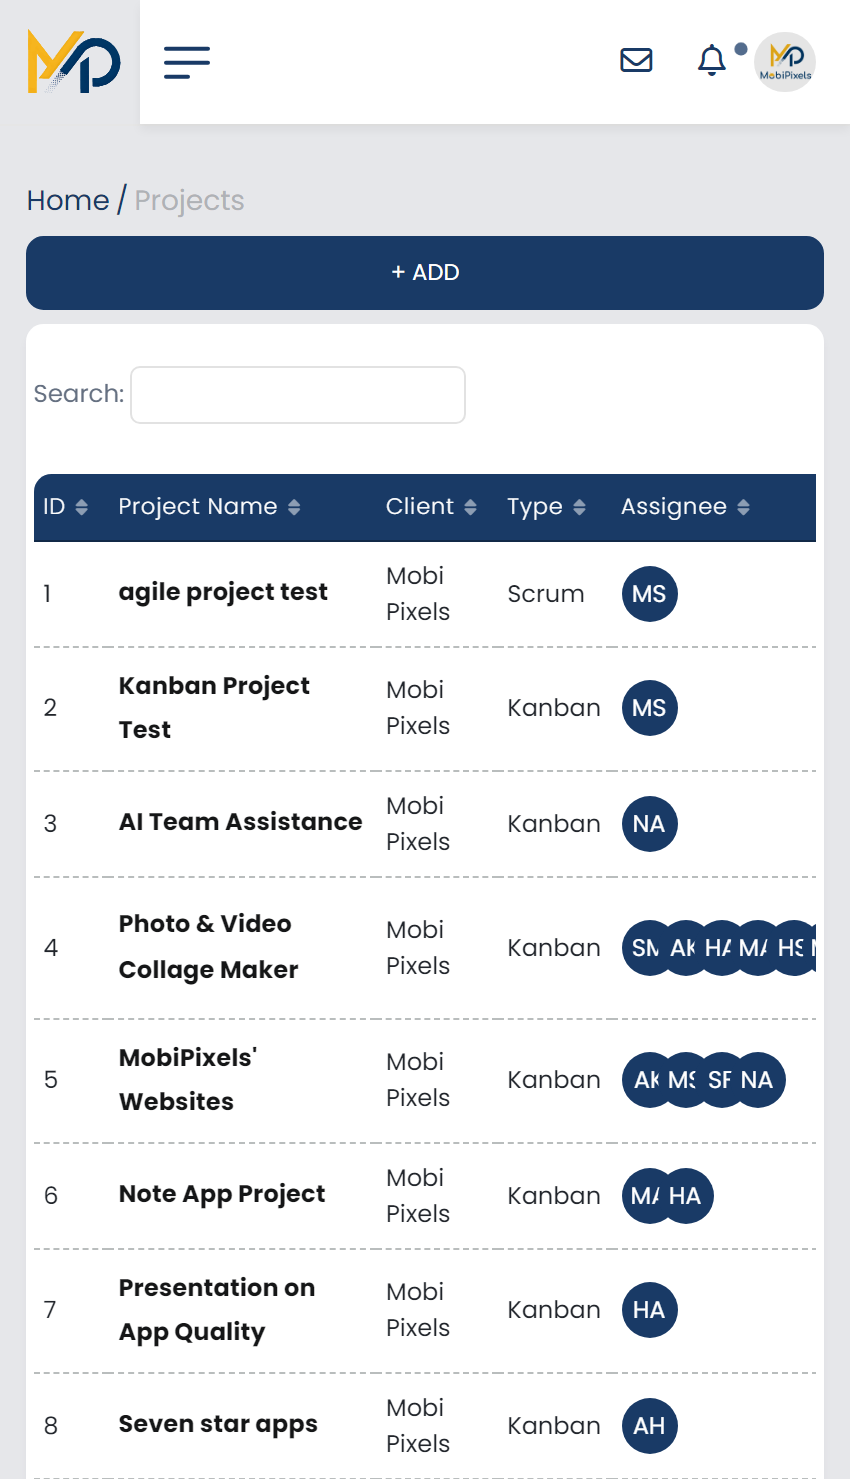 MP
MP
MobiPixels
Home / Projects
+ ADD
Search:
ID Project Name Client Type Assignee
1 agile project test Mobi Pixels Scrum MS
2 Kanban Project Test Mobi Pixels Kanban MS
3 AI Team Assistance Mobi Pixels Kanban NA
4 Photo & Video Collage Maker Mobi Pixels Kanban SM AK HA MA HS
5 MobiPixels' Websites Mobi Pixels Kanban AK MS NA
6 Note App Project Mobi Pixels Kanban MA HA
7 Presentation on App Quality Mobi Pixels Kanban HA
8 Seven star apps Mobi Pixels Kanban AH